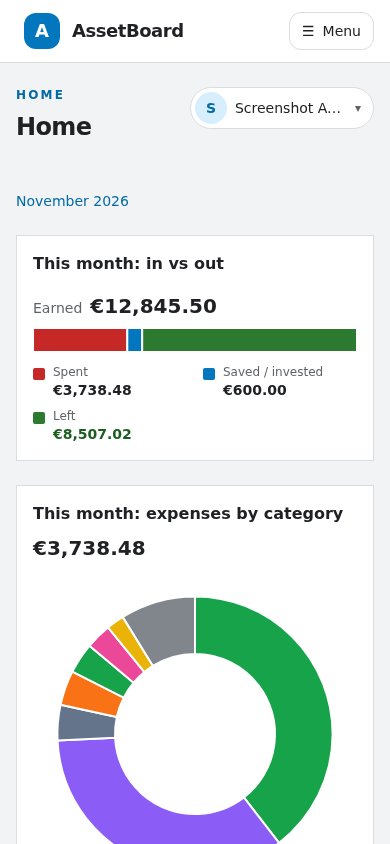 A AssetBoard ☰ Menu
HOME
Home
S Screenshot A... ▾
November 2026
This month: in vs out
Earned €12,845.50
Spent
€3,738.48
Saved / invested
€600.00
Left
€8,507.02
This month: expenses by category
€3,738.48